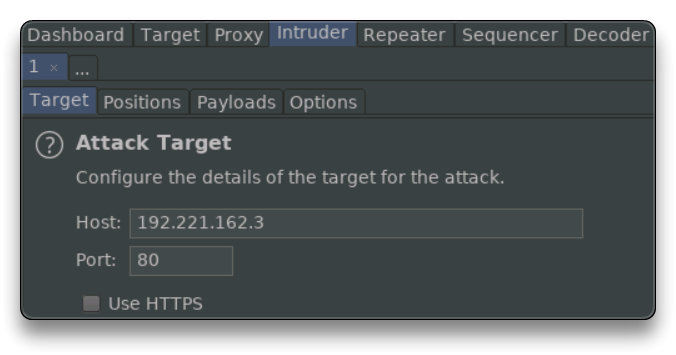 Dashboard Target Proxy Intruder Repeater Sequencer Decoder
1 × ...
Target Positions Payloads Options
? Attack Target
Configure the details of the target for the attack.
Host: 192.221.162.3
Port: 80
Use HTTPS